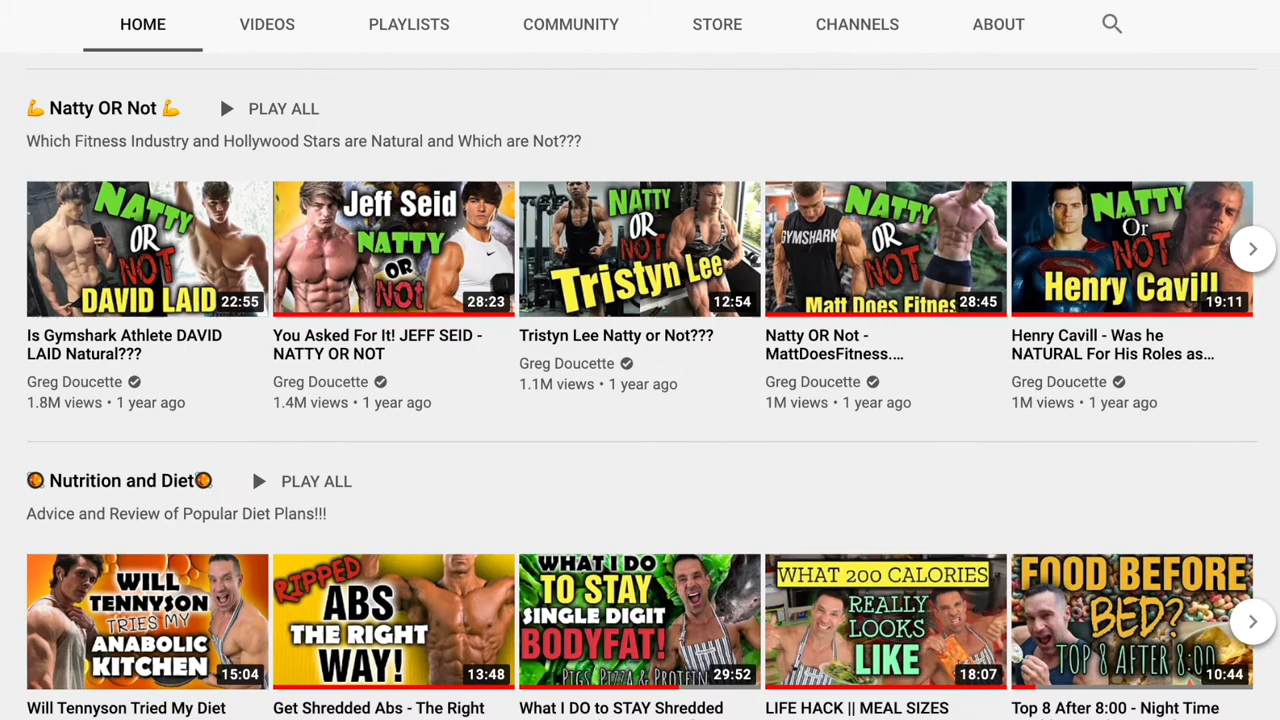 HOME VIDEOS PLAYLISTS COMMUNITY STORE CHANNELS ABOUT
💪 Natty OR Not 💪 PLAY ALL
Which Fitness Industry and Hollywood Stars are Natural and Which are Not???
NATTY
OR
NOT
DAVID LAID
22:55
Jeff Seid
NATTY
OR
NOt
28:23
NATTY
OR
NOT
Tristyn Lee
12:54
GYMSHARK
NATTY
OR
NOT
Matt Does Fitness
28:45
NATTY
Or
NOT
Henry Cavill
19:11
Is Gymshark Athlete DAVID
LAID Natural???
Greg Doucette
1.8M views • 1 year ago
You Asked For It! JEFF SEID -
NATTY OR NOT
Greg Doucette
1.4M views • 1 year ago
Tristyn Lee Natty or Not???
Greg Doucette
1.1M views • 1 year ago
Natty OR Not -
MattDoesFitness....
Greg Doucette
1M views • 1 year ago
Henry Cavill - Was he
NATURAL For His Roles as...
Greg Doucette
1M views • 1 year ago
🥘 Nutrition and Diet🥘 PLAY ALL
Advice and Review of Popular Diet Plans!!!
WILL
TENNYSON
TRIES MY
ANABOLIC
KITCHEN
15:04
RIPPED
ABS
THE RIGHT
WAY!
13:48
WHAT I DO
TO STAY
SINGLE DIGIT
BODYFAT!
PIGS, PIZZA & PROTEIN
29:52
WHAT 200 CALORIES
REALLY
LOOKS
LIKE
18:07
FOOD BEFORE
BED?
TOP 8 AFTER 8:00
10:44
Will Tennyson Tried My Diet
Get Shredded Abs - The Right
What I DO to STAY Shredded
LIFE HACK || MEAL SIZES
Top 8 After 8:00 - Night Time